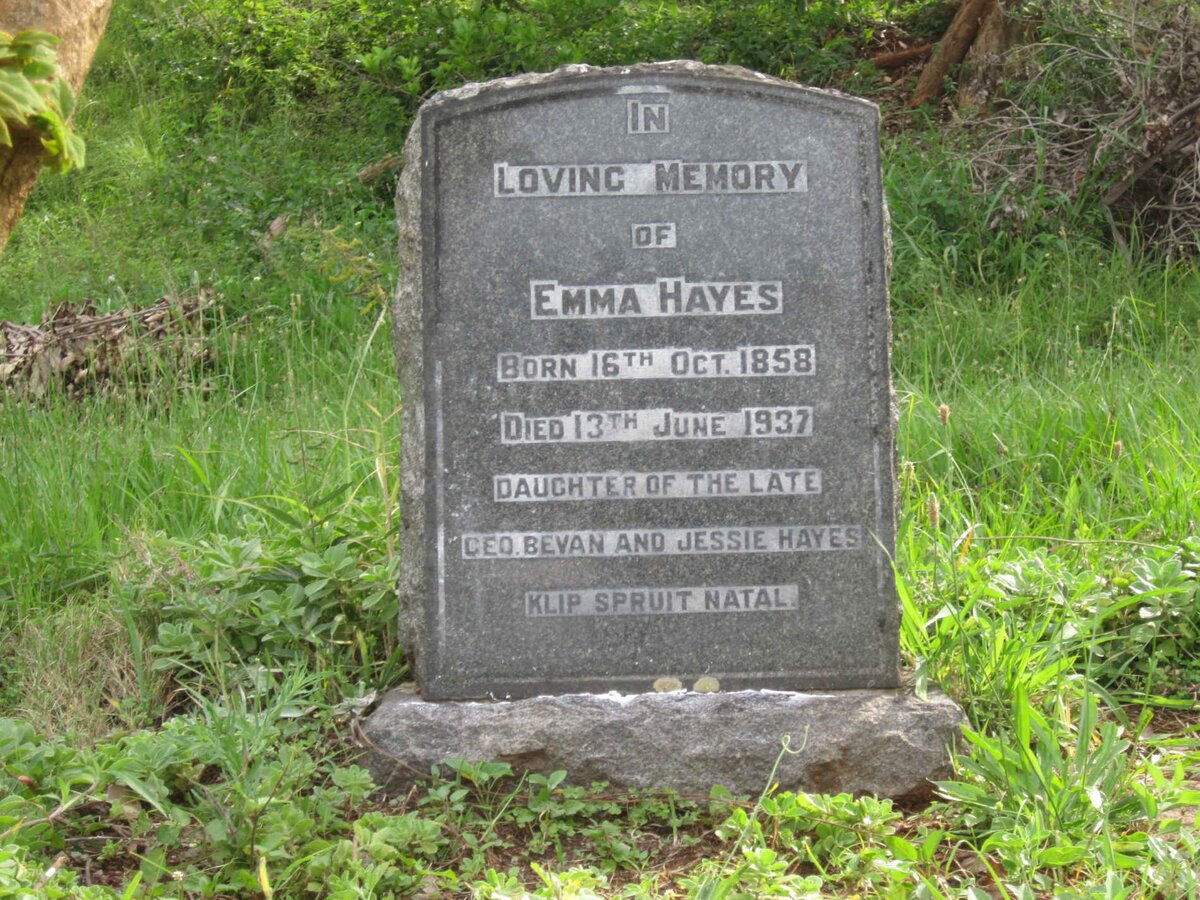 IN
LOVING MEMORY
OF
EMMA HAYES
BORN 16TH OCT. 1858
DIED 13TH JUNE 1937
DAUGHTER OF THE LATE
GEO. BEVAN AND JESSIE HAYES
KLIP SPRUIT NATAL.